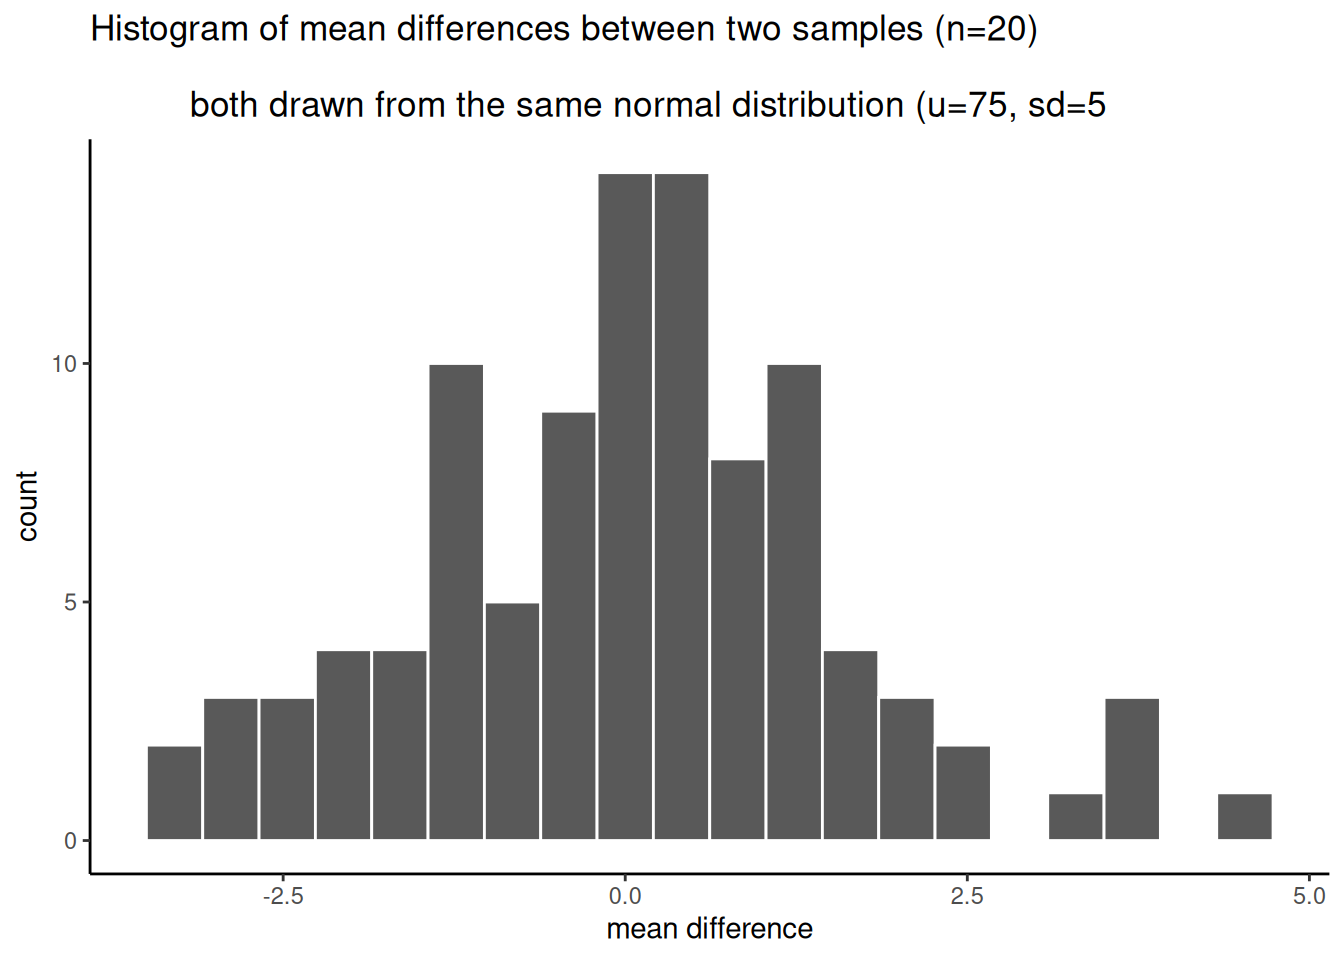 Histogram of mean differences between two samples (n=20)
both drawn from the same normal distribution (u=75, sd=5
count
10
5
0
-2.5
0.0
2.5
5.0
mean difference